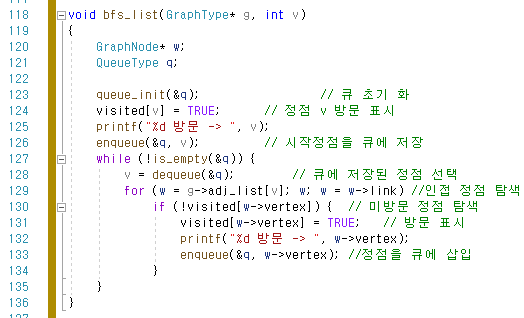 118 void bfs_list(GraphType* g, int v)
119 {
120 GraphNode* w;
121 QueueType q;
122
123 queue_init(&q); // 큐 초기 화
124 visited[v] = TRUE; // 정점 v 방문 표시
125 printf("%d 방문 -> ", v);
126 enqueue(&q, v); // 시작정점을 큐에 저장
127 while (!is_empty(&q)) {
128 v = dequeue(&q); // 큐에 저장된 정점 선택
129 for (w = g->adj_list[v]; w; w = w->link) //인접 정점 탐색
130 if (!visited[w->vertex]) { // 미방문 정점 탐색
131 visited[w->vertex] = TRUE; // 방문 표시
132 printf("%d 방문 -> ", w->vertex);
133 enqueue(&q, w->vertex); //정점을 큐에 삽입
134 }
135 }
136 }